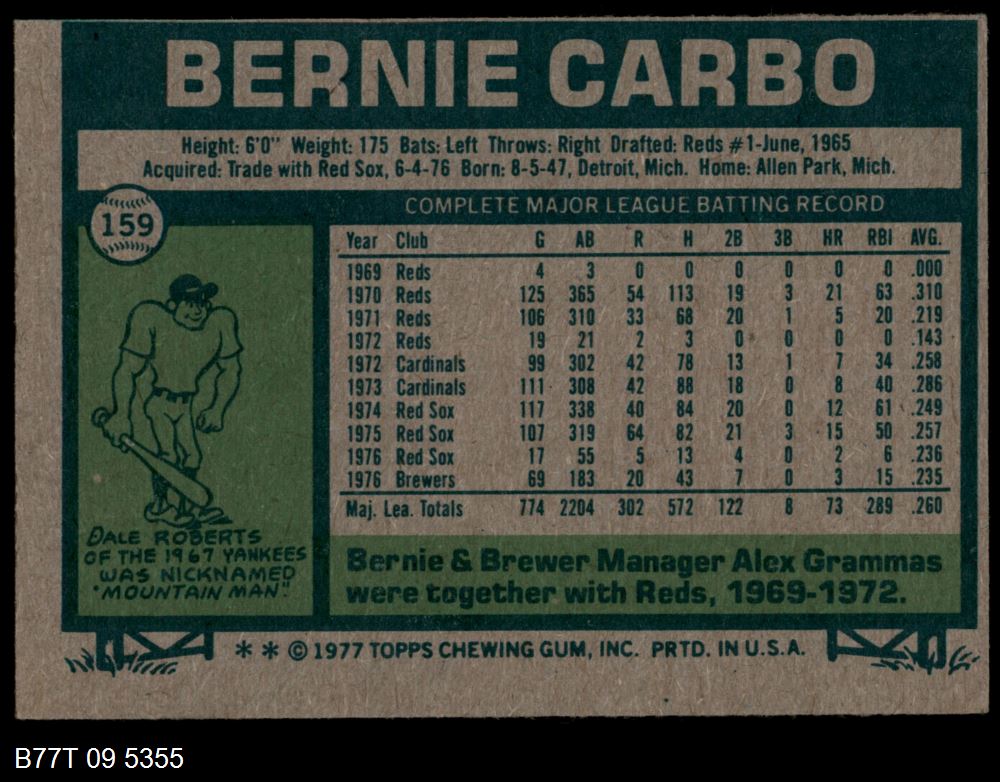 BERNIE CARBO
Height: 6'0" Weight: 175 Bats: Left Throws: Right Drafted: Reds #1-June, 1965
Acquired: Trade with Red Sox, 6-4-76 Born: 8-5-47, Detroit, Mich. Home: Allen Park, Mich.
159
COMPLETE MAJOR LEAGUE BATTING RECORD
Year Club G AB R H 2B 3B HR RBI AVG.
1969 Reds 4 3 0 0 0 0 0 0 .000
1970 Reds 125 365 54 113 19 3 21 63 .310
1971 Reds 106 310 33 68 20 1 5 20 .219
1972 Reds 19 21 2 3 0 0 0 0 .143
1972 Cardinals 99 302 42 78 13 1 7 34 .258
1973 Cardinals 111 308 42 88 18 0 8 40 .286
1974 Red Sox 117 338 40 84 20 0 12 61 .249
1975 Red Sox 107 319 64 82 21 3 15 50 .257
1976 Red Sox 17 55 5 13 4 0 2 6 .236
1976 Brewers 69 183 20 43 7 0 3 15 .235
Maj. Lea. Totals 774 2204 302 572 122 8 73 289 .260
DALE ROBERTS
OF THE 1967 YANKEES
WAS NICKNAMED
"MOUNTAIN MAN".
Bernie & Brewer Manager Alex Grammas
were together with Reds, 1969-1972.
* * © 1977 TOPPS CHEWING GUM, INC. PRTD. IN U.S.A.
B77T 09 5355